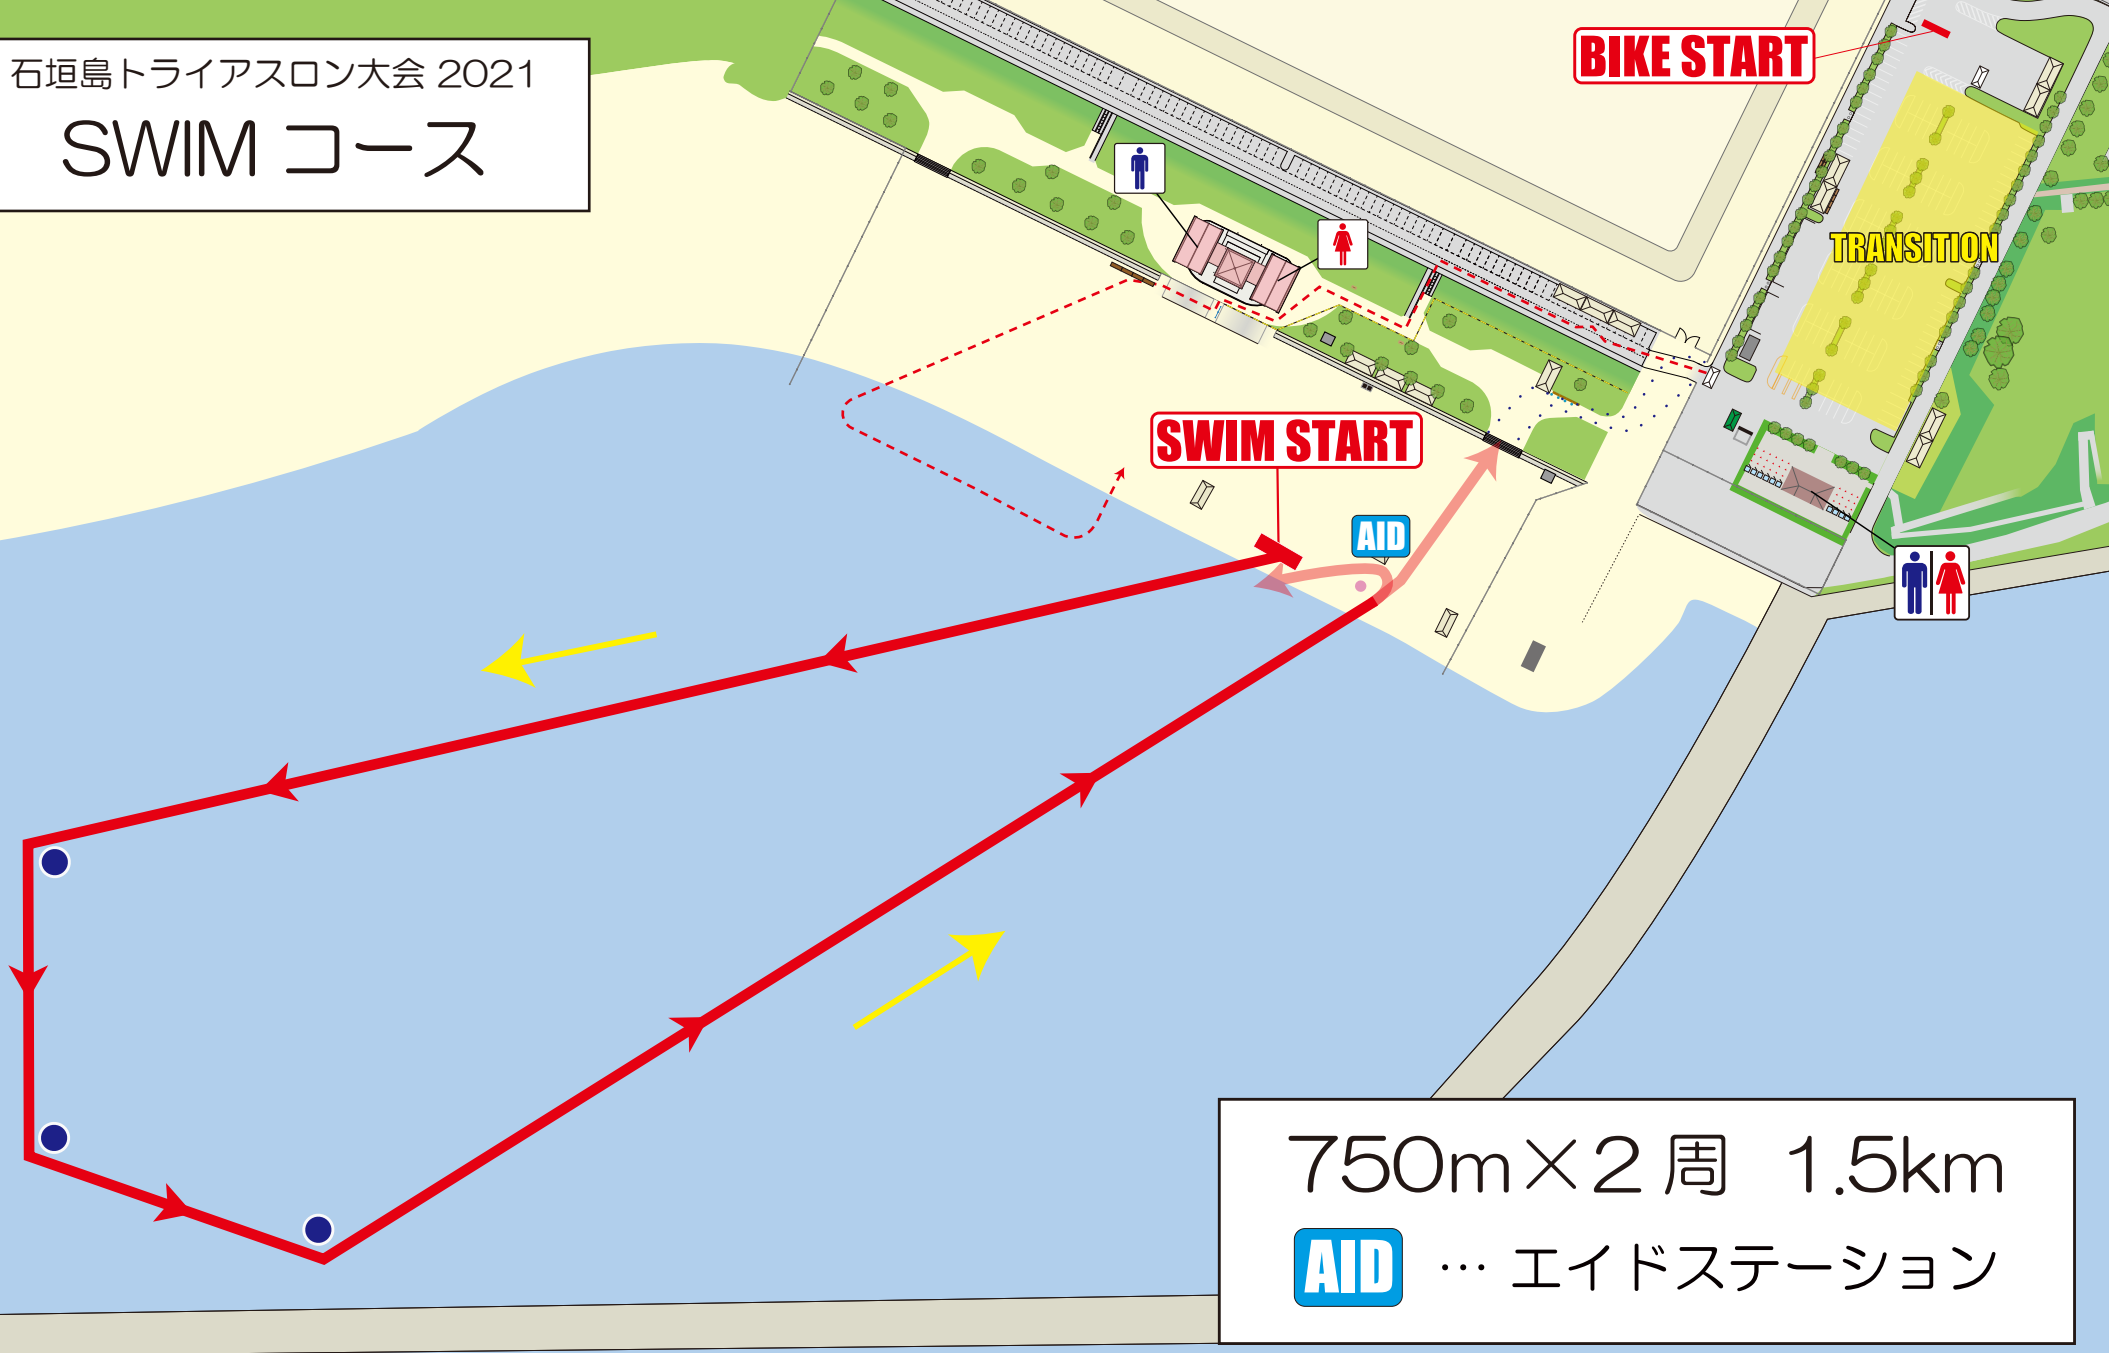 石垣島トライアスロン大会 2021
SWIM コース
BIKE START
TRANSITION
SWIM START
AID
750m×2 周 1.5km
AID … エイドステーション